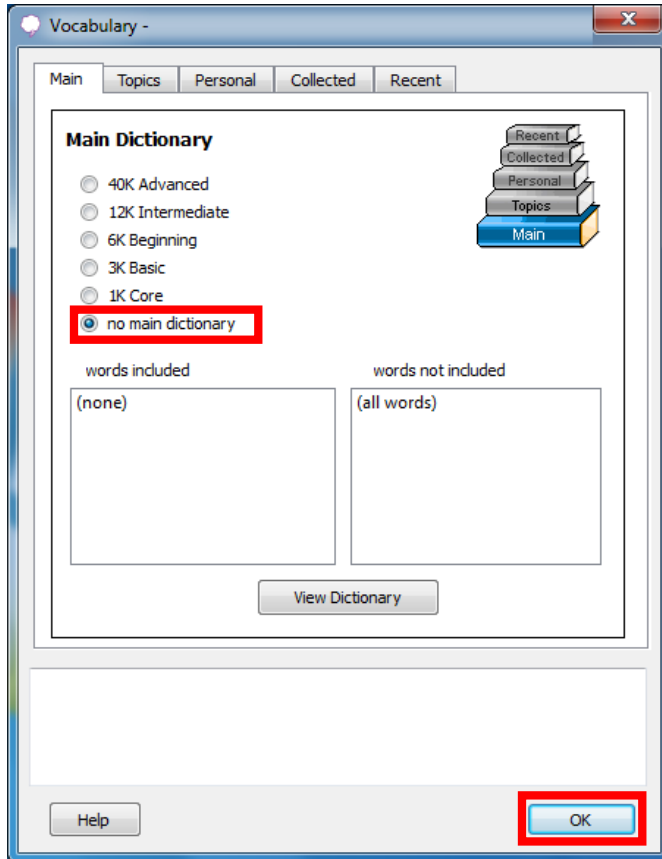 Vocabulary -
x
Main Topics Personal Collected Recent
Main Dictionary
Recent
Collected
Personal
Topics
Main
40K Advanced
12K Intermediate
6K Beginning
3K Basic
1K Core
no main dictionary
words included words not included
(none) (all words)
View Dictionary
Help OK